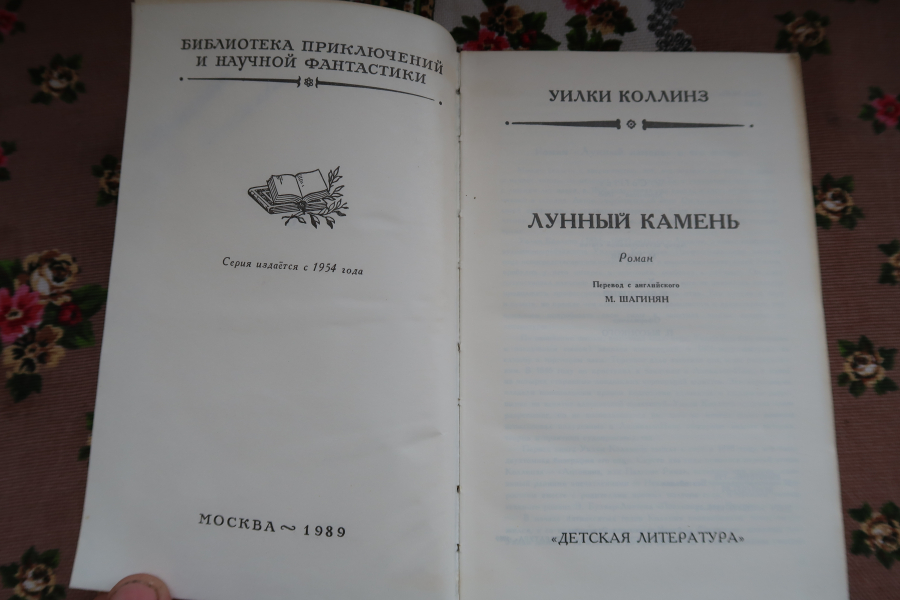 БИБЛИОТЕКА ПРИКЛЮЧЕНИЙ
И НАУЧНОЙ ФАНТАСТИКИ
Серия издаётся с 1954 года
МОСКВА ~ 1989
УИЛКИ КОЛЛИНЗ
ЛУННЫЙ КАМЕНЬ
Роман
Перевод с английского
М. ШАГИНЯН
«ДЕТСКАЯ ЛИТЕРАТУРА»